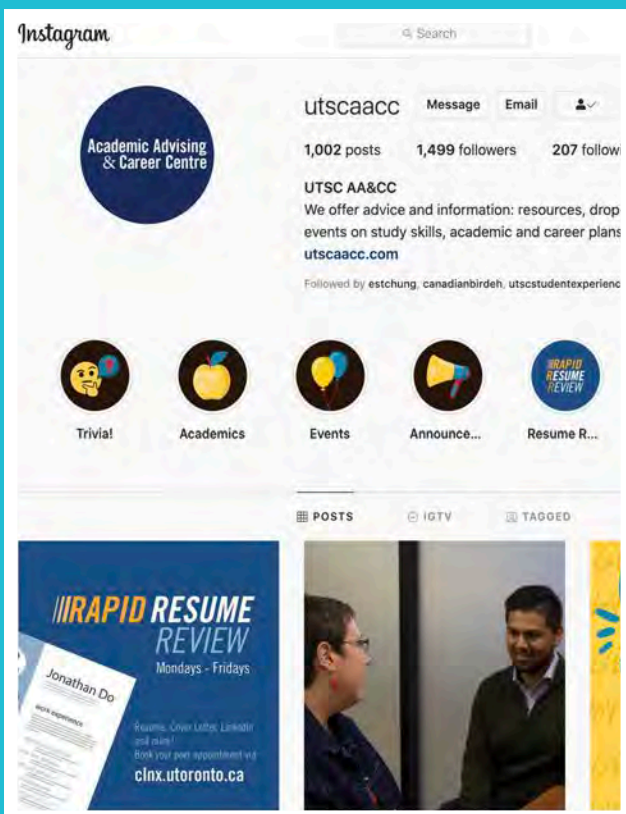 Instagram
Search
Academic Advising
& Career Centre
utscaacc
Message
Email
1,002 posts
1,499 followers
207 follow
UTSC AA&CC
We offer advice and information: resources, drop
events on study skills, academic and career plans
utscaacc.com
Followed by estchung, canadianbirdeh, utscstudentexperienc
RAPID
RESUME
REVIEW
Trivia!
Academics
Events
Announce...
Resume R...
POSTS
IGTV
TAGGED
RAPID RESUME
REVIEW
Mondays - Fridays
Jonathan Do
work experience
Resume, Cover Letter, LinkedIn
and more!
Book your peer appointment via
clnx.utoronto.ca